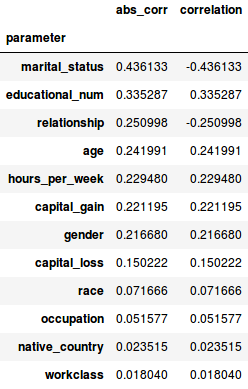 abs_corr correlation
parameter
marital_status 0.436133 -0.436133
educational_num 0.335287 0.335287
relationship 0.250998 -0.250998
age 0.241991 0.241991
hours_per_week 0.229480 0.229480
capital_gain 0.221195 0.221195
gender 0.216680 0.216680
capital_loss 0.150222 0.150222
race 0.071666 0.071666
occupation 0.051577 0.051577
native_country 0.023515 0.023515
workclass 0.018040 0.018040